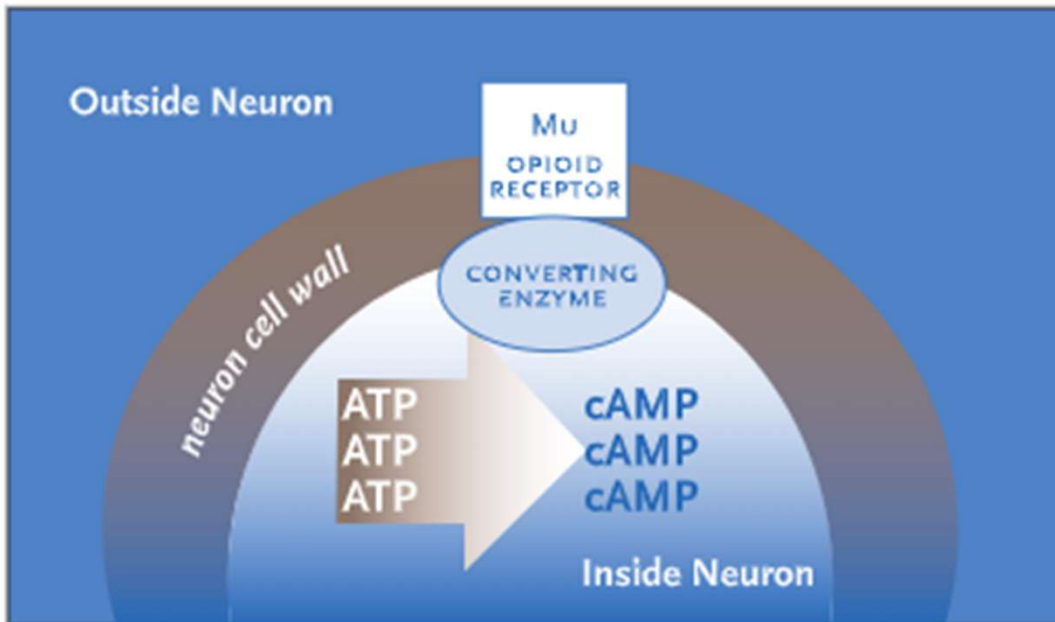 Outside Neuron
Mu
OPIOID
RECEPTOR
CONVERTING
ENZYME
neuron cell wall
ATP
ATP
ATP
cAMP
cAMP
cAMP
Inside Neuron